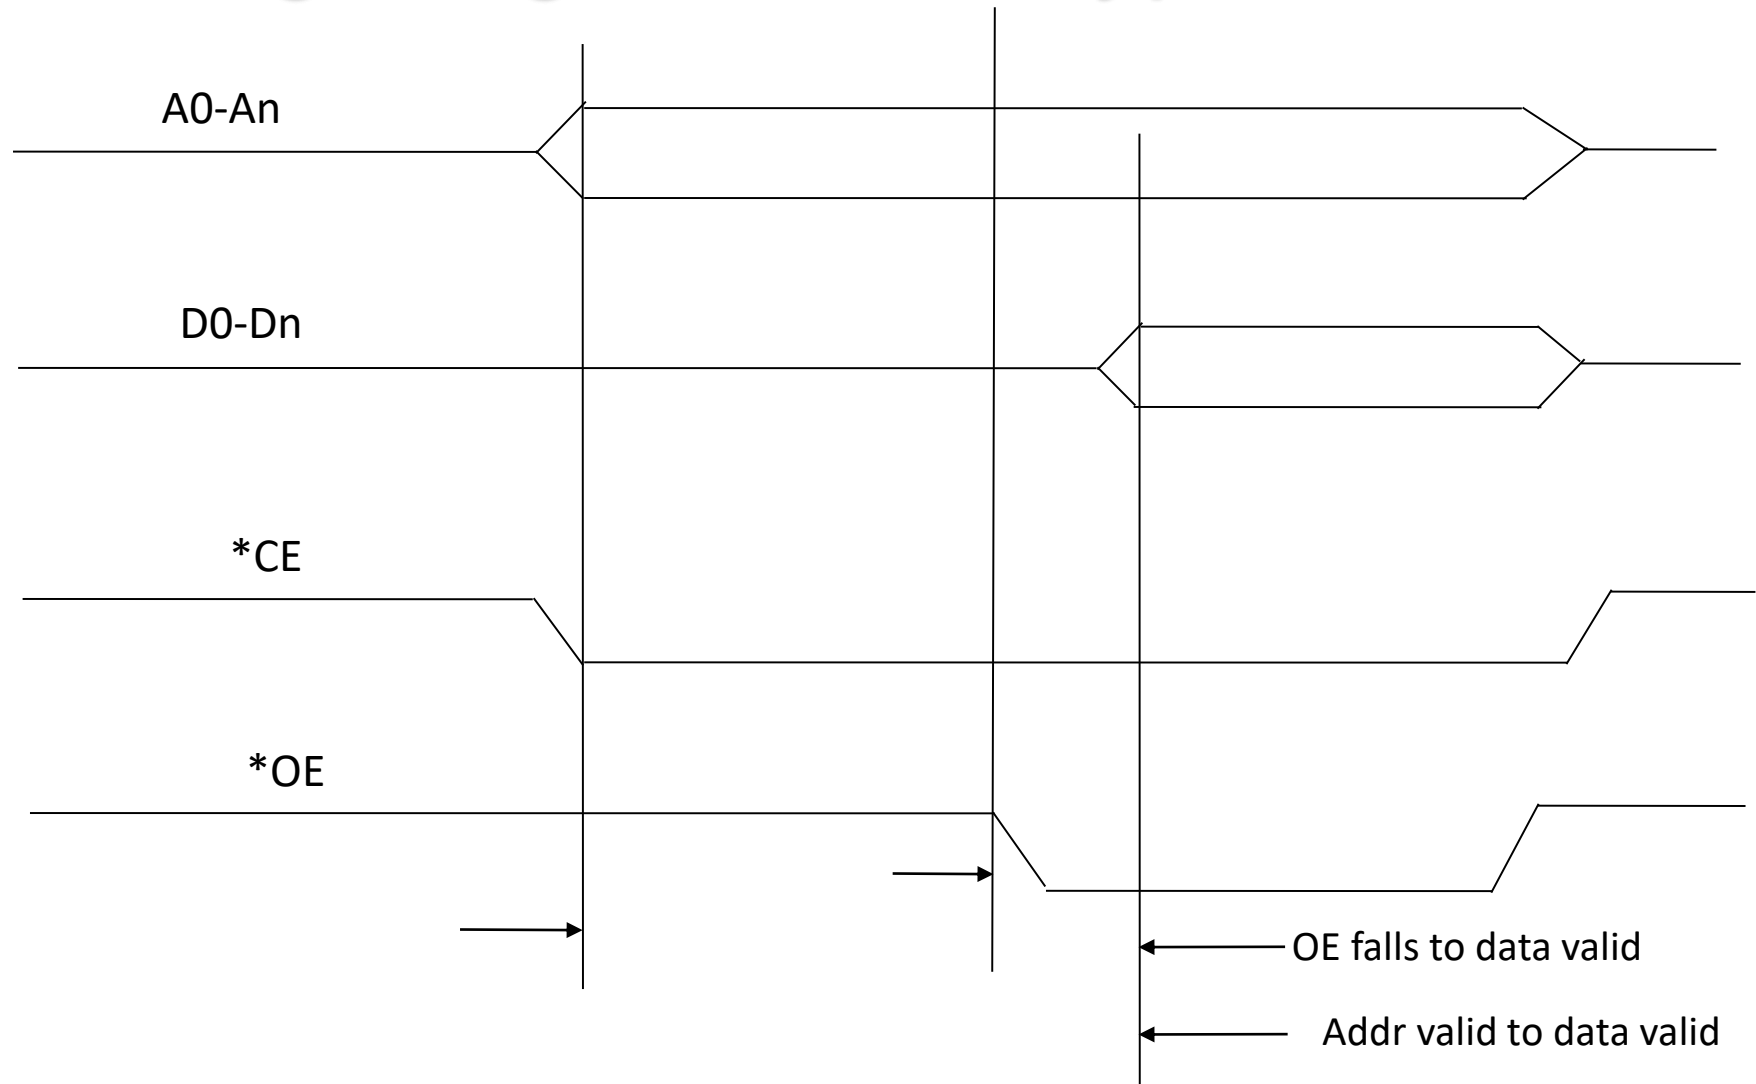 A0-An
D0-Dn
*CE
*OE
OE falls to data valid
Addr valid to data valid